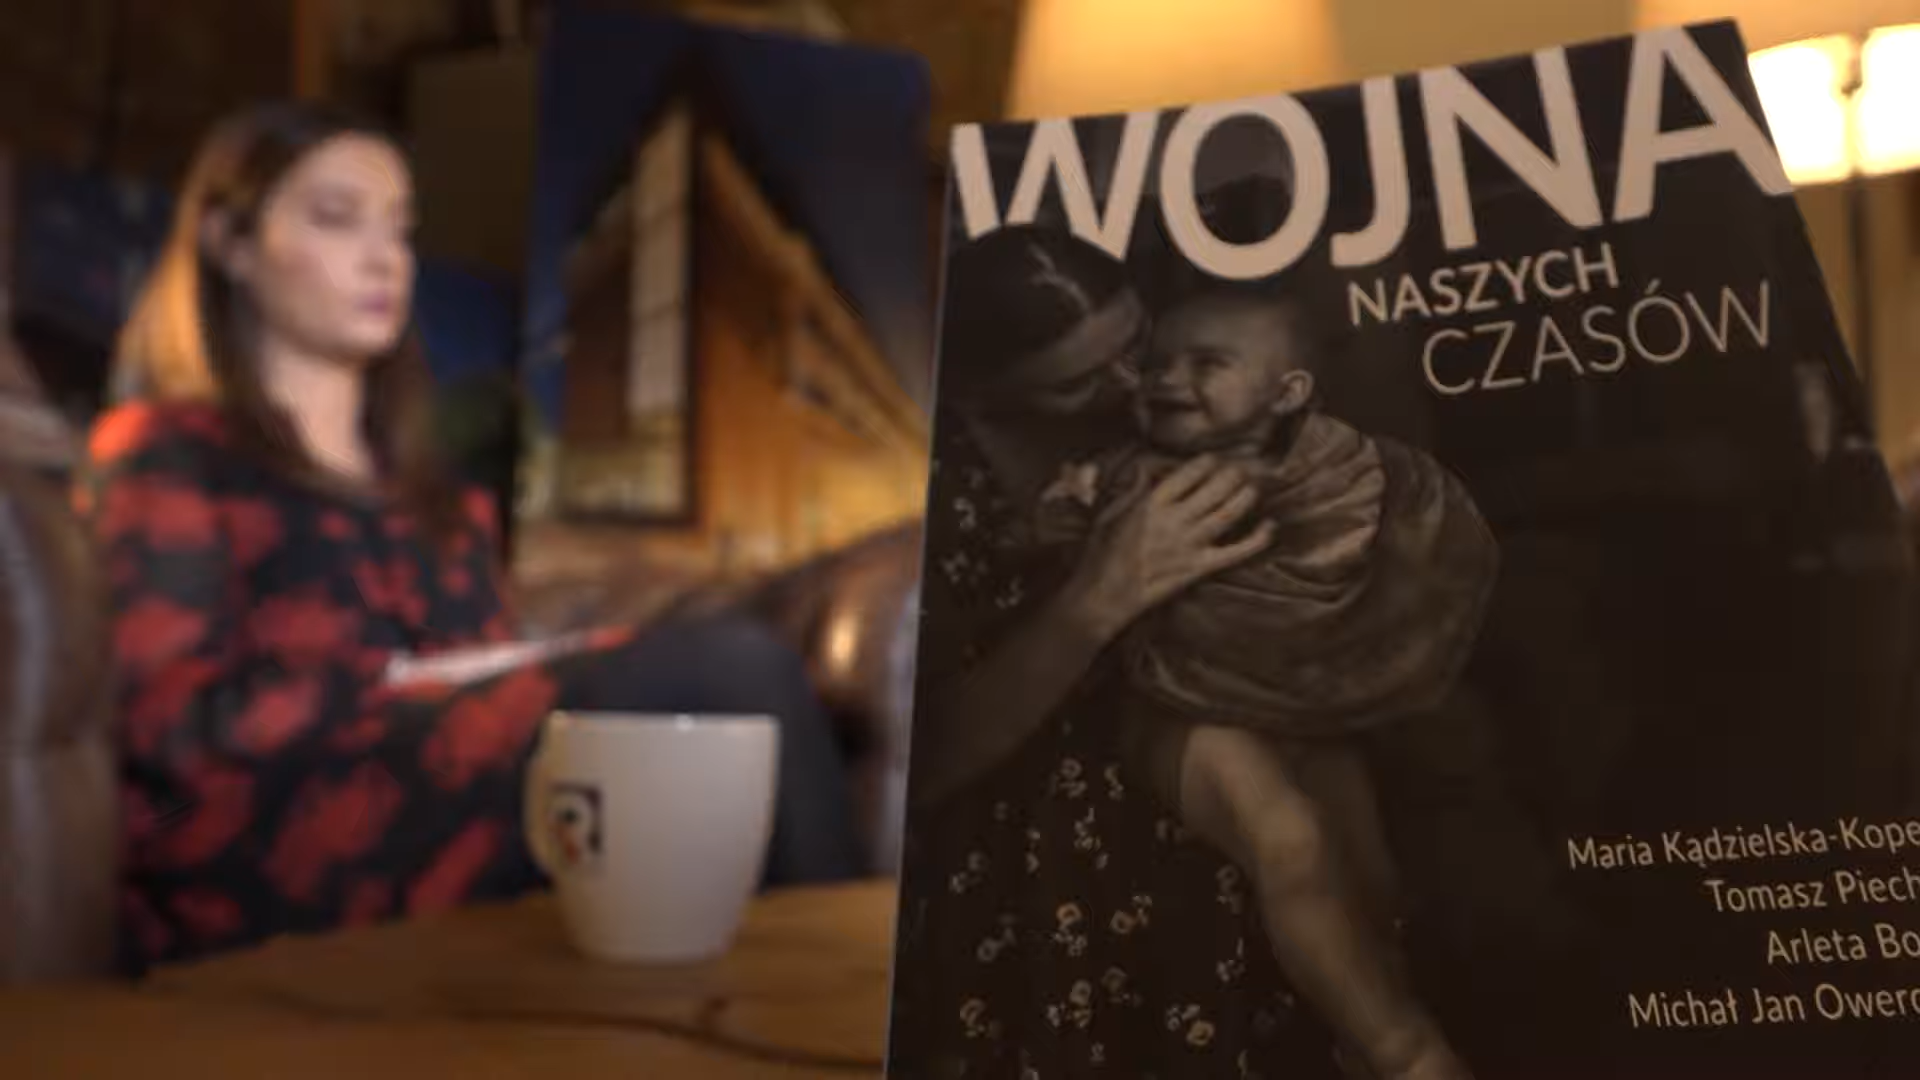 WOJNA
NASZYCH
CZASÓW
Maria Kądzielska-Kope
Tomasz Piech
Arleta Bo
Michał Jan Owerc